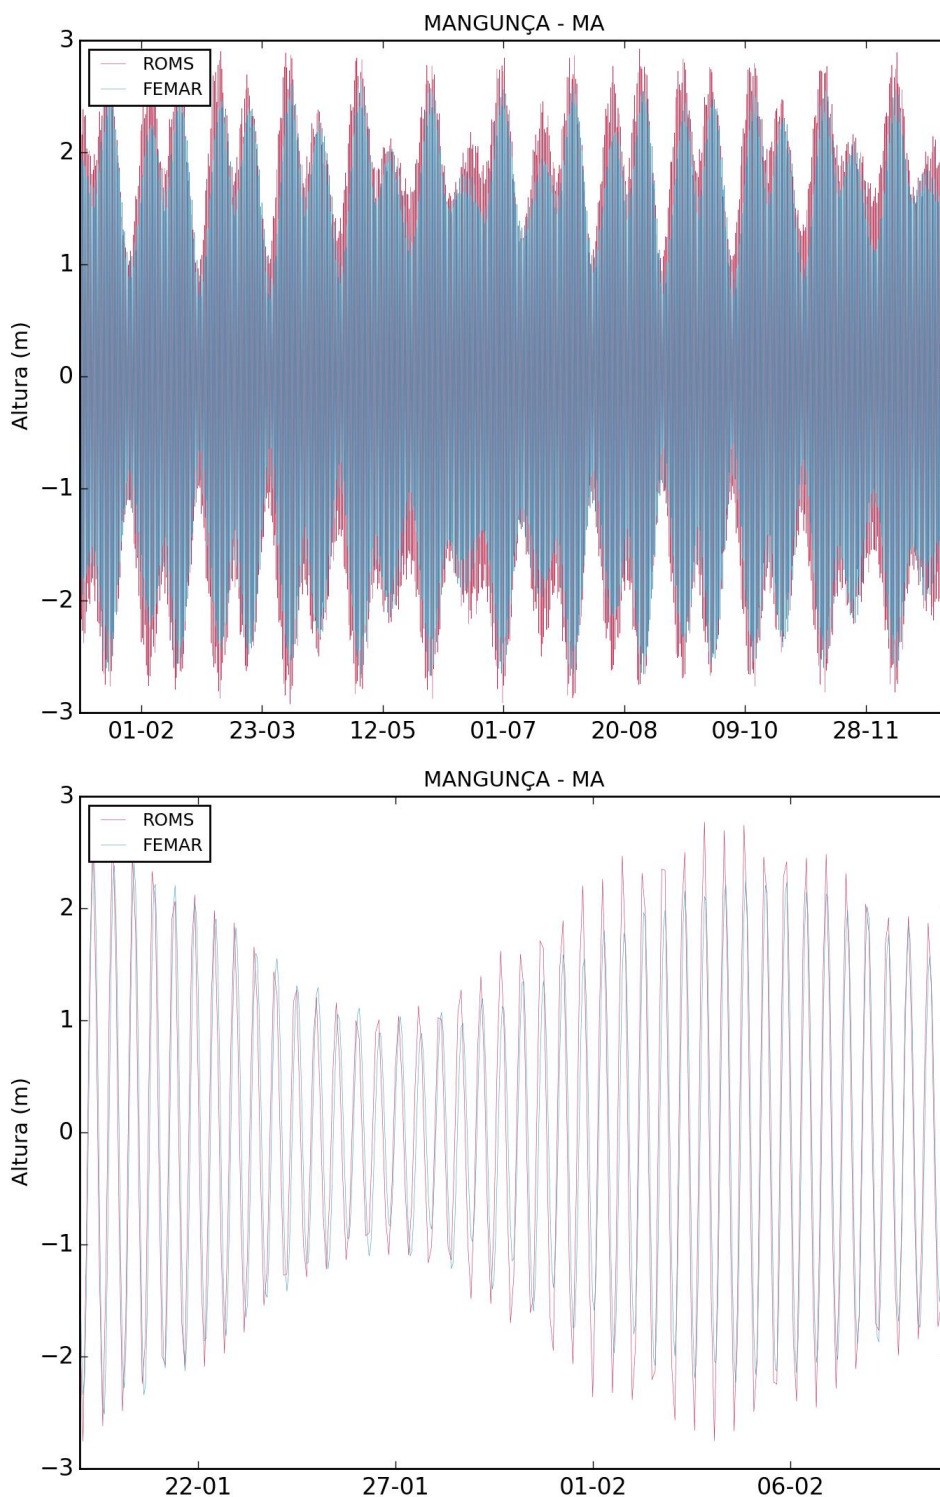 MANGUNÇA - MA
ROMS
FEMAR
3
2
1
0
−1
−2
−3
Altura (m)
01-02 23-03 12-05 01-07 20-08 09-10 28-11
MANGUNÇA - MA
ROMS
FEMAR
3
2
1
0
−1
−2
−3
Altura (m)
22-01 27-01 01-02 06-02